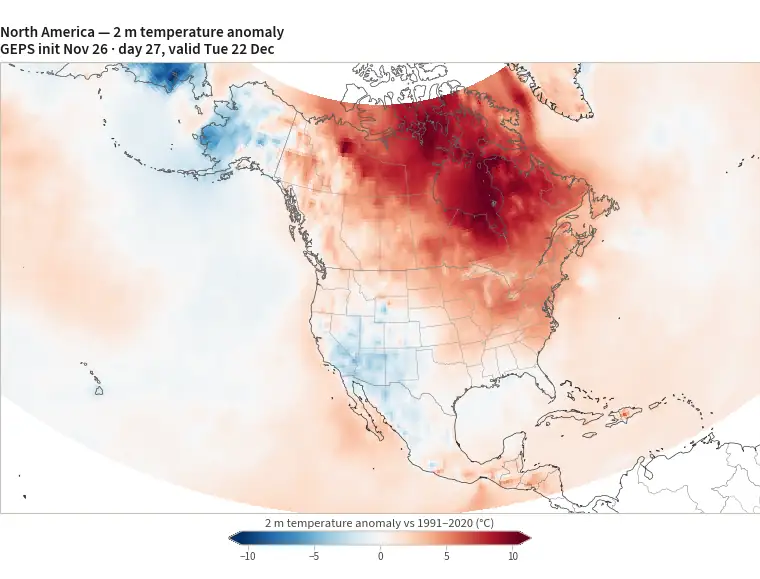 North America — 2 m temperature anomaly
GEPS init Nov 26 · day 27, valid Tue 22 Dec
2 m temperature anomaly vs 1991–2020 (°C)
−10 −5 0 5 10